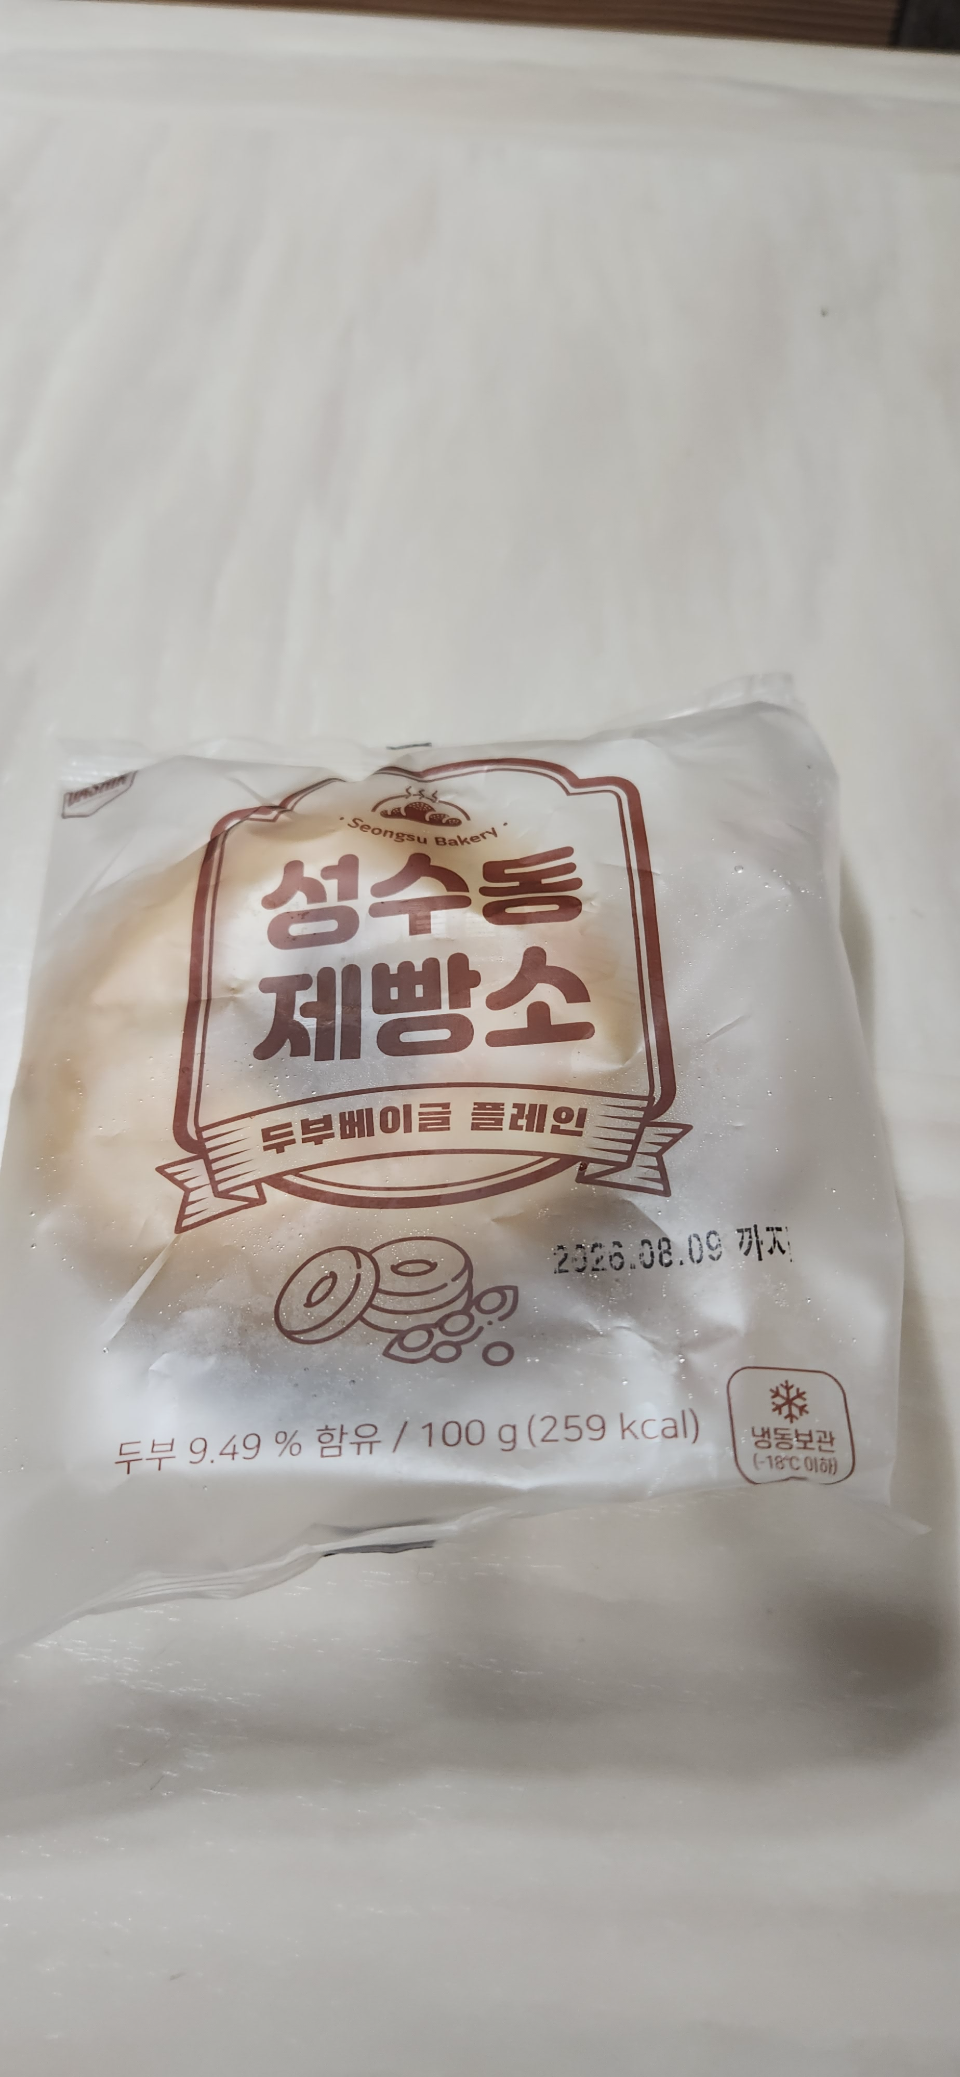 Seongsu Bakery
성수동
제빵소
두부베이글 플레인
2026.08.09 까지
두부 9.49 % 함유 / 100 g (259 kcal)
냉동보관
(-18℃ 이하)